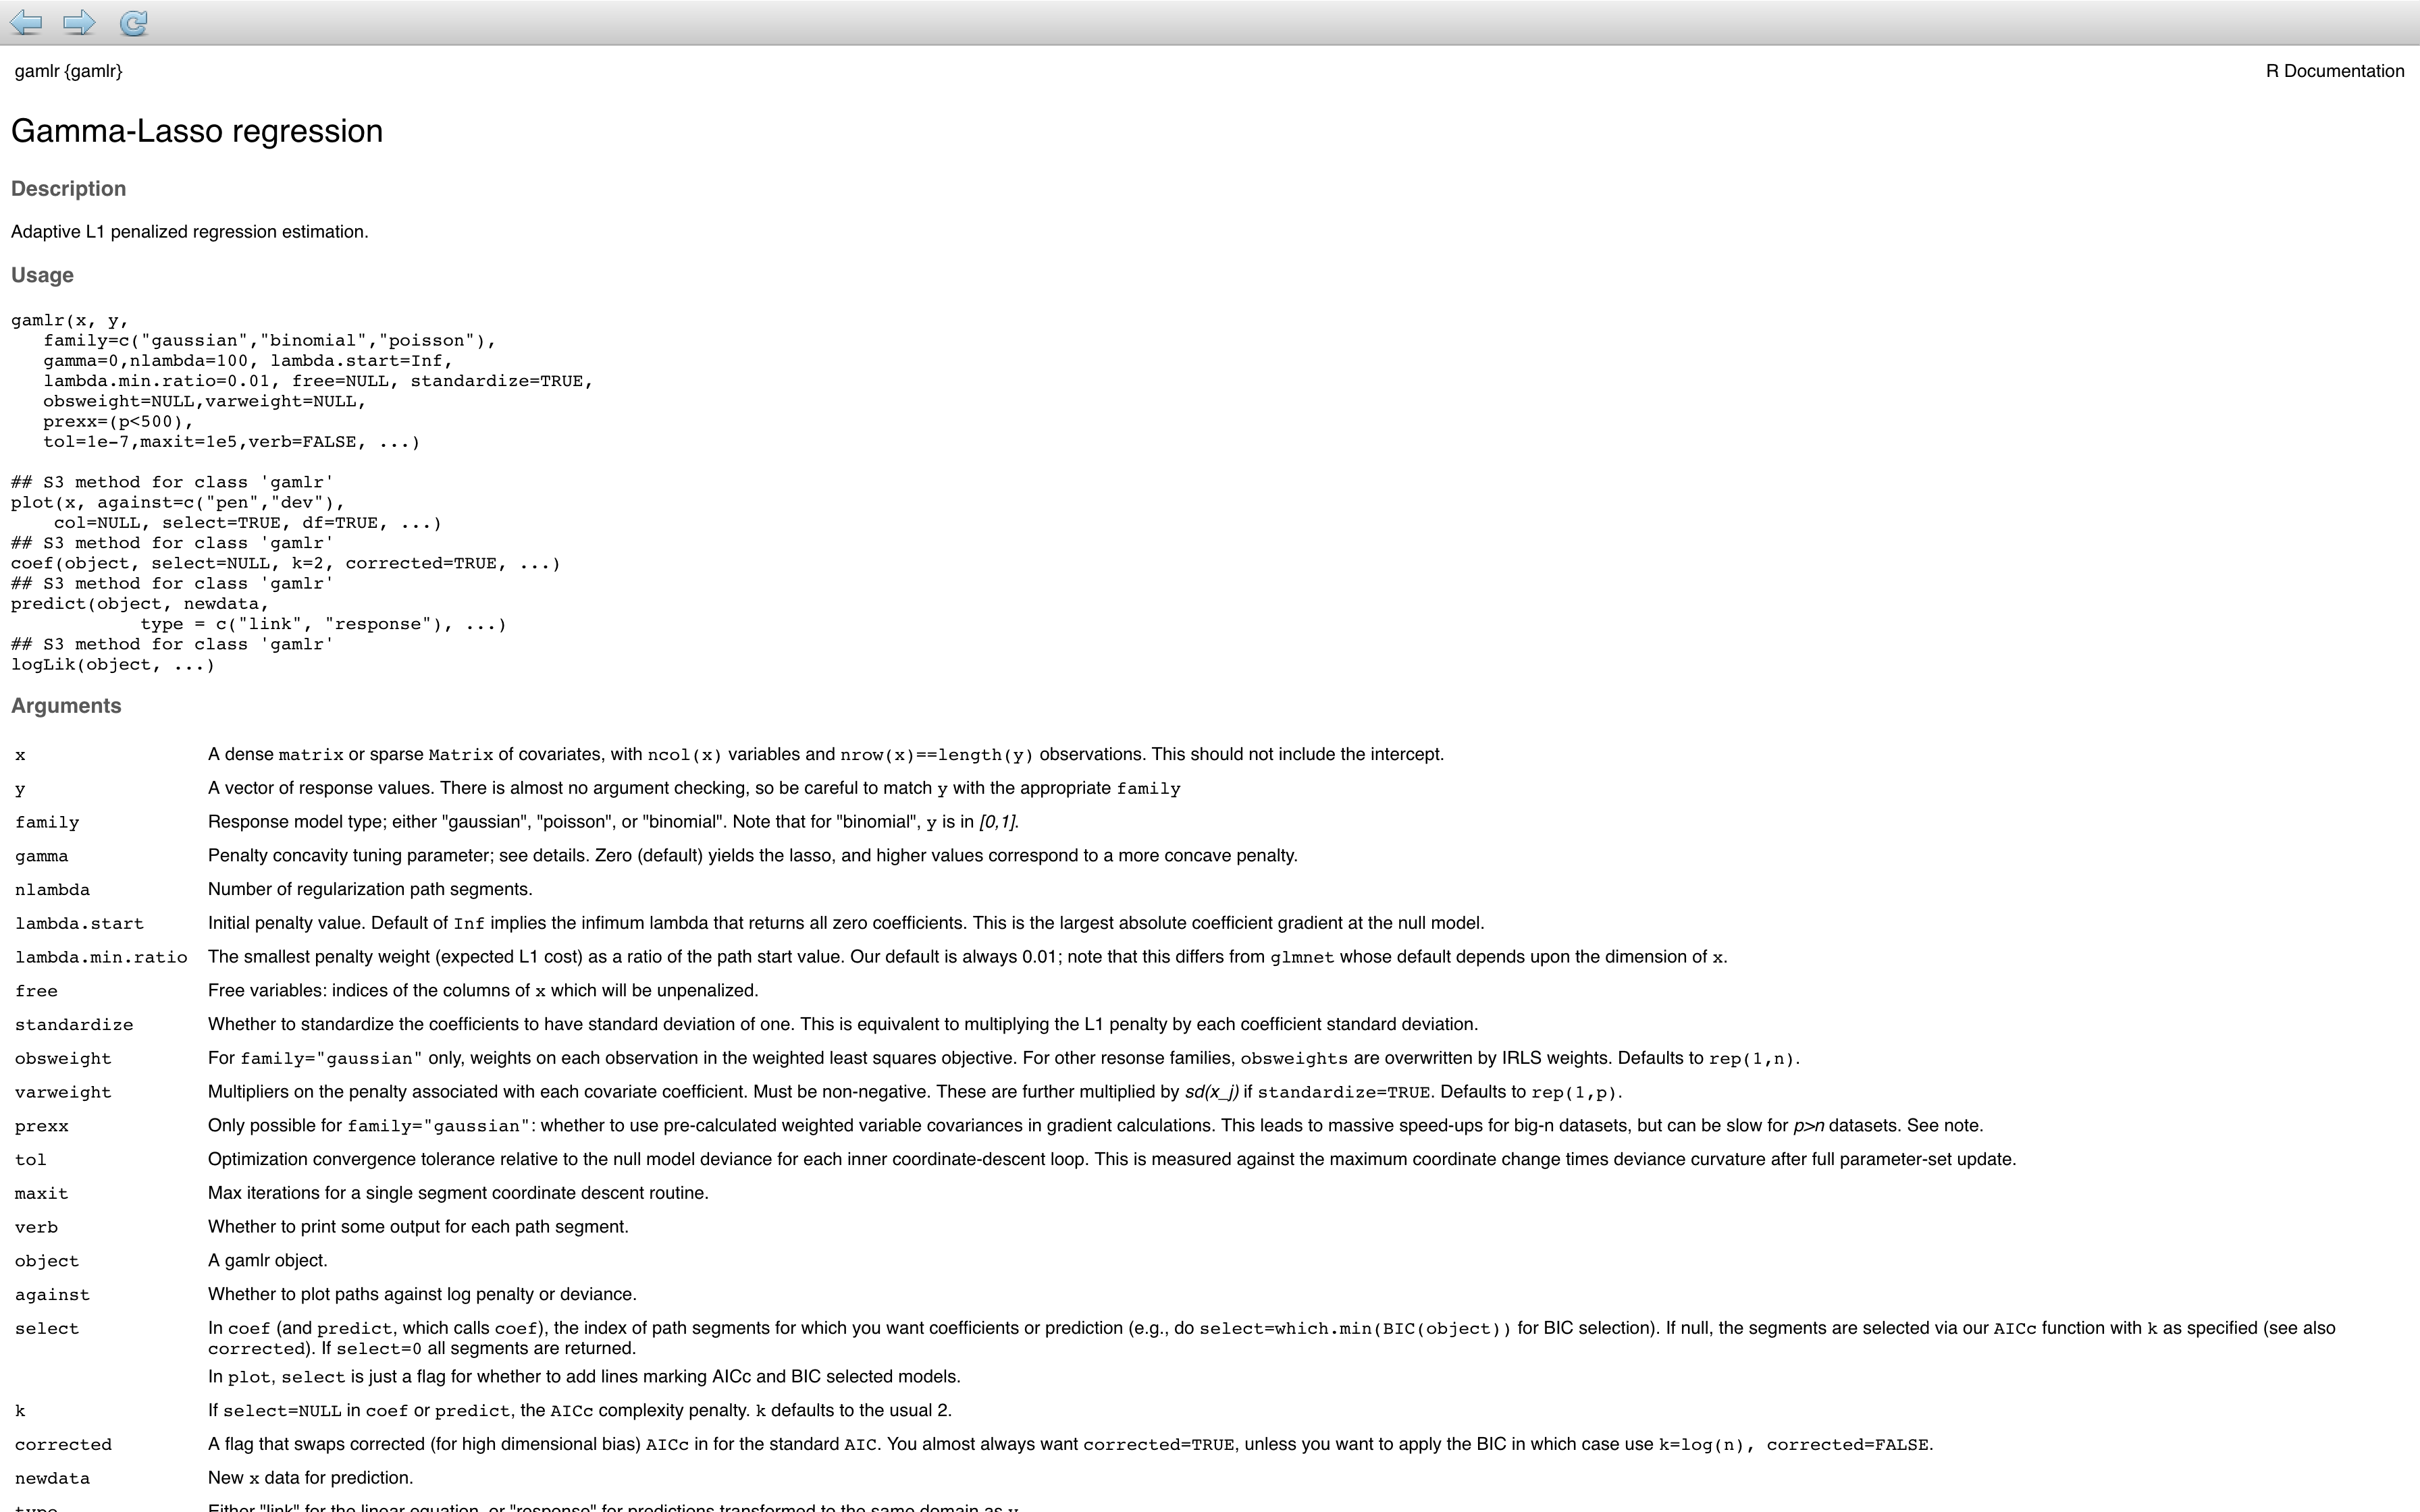 gamlr {gamlr} R Documentation
Gamma-Lasso regression
Description
Adaptive L1 penalized regression estimation.
Usage
gamlr(x, y,
   family=c("gaussian","binomial","poisson"),
   gamma=0,nlambda=100, lambda.start=Inf,
   lambda.min.ratio=0.01, free=NULL, standardize=TRUE,
   obsweight=NULL,varweight=NULL,
   prexx=(p<500),
   tol=1e-7,maxit=1e5,verb=FALSE, ...)
## S3 method for class 'gamlr'
plot(x, against=c("pen","dev"),
    col=NULL, select=TRUE, df=TRUE, ...)
## S3 method for class 'gamlr'
coef(object, select=NULL, k=2, corrected=TRUE, ...)
## S3 method for class 'gamlr'
predict(object, newdata,
            type = c("link", "response"), ...)
## S3 method for class 'gamlr'
logLik(object, ...)
Arguments
x A dense matrix or sparse Matrix of covariates, with ncol(x) variables and nrow(x)==length(y) observations. This should not include the intercept.
y A vector of response values. There is almost no argument checking, so be careful to match y with the appropriate family
family Response model type; either "gaussian", "poisson", or "binomial". Note that for "binomial", y is in [0,1].
gamma Penalty concavity tuning parameter; see details. Zero (default) yields the lasso, and higher values correspond to a more concave penalty.
nlambda Number of regularization path segments.
lambda.start Initial penalty value. Default of Inf implies the infimum lambda that returns all zero coefficients. This is the largest absolute coefficient gradient at the null model.
lambda.min.ratio The smallest penalty weight (expected L1 cost) as a ratio of the path start value. Our default is always 0.01; note that this differs from glmnet whose default depends upon the dimension of x.
free Free variables: indices of the columns of x which will be unpenalized.
standardize Whether to standardize the coefficients to have standard deviation of one. This is equivalent to multiplying the L1 penalty by each coefficient standard deviation.
obsweight For family="gaussian" only, weights on each observation in the weighted least squares objective. For other resonse families, obsweights are overwritten by IRLS weights. Defaults to rep(1,n).
varweight Multipliers on the penalty associated with each covariate coefficient. Must be non-negative. These are further multiplied by sd(x_j) if standardize=TRUE. Defaults to rep(1,p).
prexx Only possible for family="gaussian": whether to use pre-calculated weighted variable covariances in gradient calculations. This leads to massive speed-ups for big-n datasets, but can be slow for p>n datasets. See note.
tol Optimization convergence tolerance relative to the null model deviance for each inner coordinate-descent loop. This is measured against the maximum coordinate change times deviance curvature after full parameter-set update.
maxit Max iterations for a single segment coordinate descent routine.
verb Whether to print some output for each path segment.
object A gamlr object.
against Whether to plot paths against log penalty or deviance.
select In coef (and predict, which calls coef), the index of path segments for which you want coefficients or prediction (e.g., do select=which.min(BIC(object)) for BIC selection). If null, the segments are selected via our AICc function with k as specified (see also
corrected). If select=0 all segments are returned.
In plot, select is just a flag for whether to add lines marking AICc and BIC selected models.
k If select=NULL in coef or predict, the AICc complexity penalty. k defaults to the usual 2.
corrected A flag that swaps corrected (for high dimensional bias) AICc in for the standard AIC. You almost always want corrected=TRUE, unless you want to apply the BIC in which case use k=log(n), corrected=FALSE.
newdata New x data for prediction.
type Either "link" for the linear equation, or "response" for predictions transformed to the same domain as y.